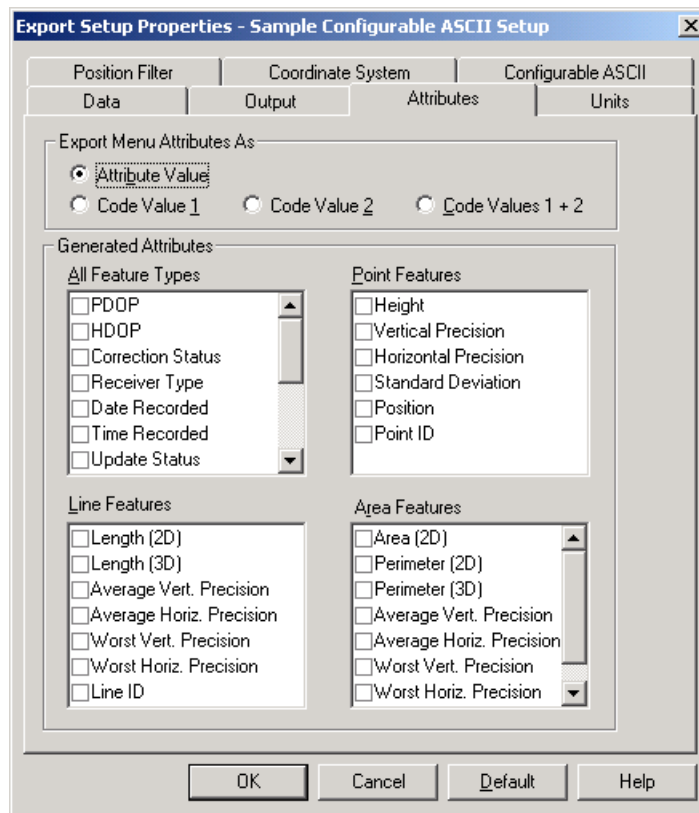 Export Setup Properties - Sample Configurable ASCII Setup
Position Filter
Coordinate System
Configurable ASCII
Data
Output
Attributes
Units
Export Menu Attributes As
Attribute Value
Code Value 1
Code Value 2
Code Values 1 + 2
Generated Attributes
All Feature Types
PDOP
HDOP
Correction Status
Receiver Type
Date Recorded
Time Recorded
Update Status
Point Features
Height
Vertical Precision
Horizontal Precision
Standard Deviation
Position
Point ID
Line Features
Length (2D)
Length (3D)
Average Vert. Precision
Average Horiz. Precision
Worst Vert. Precision
Worst Horiz. Precision
Line ID
Area Features
Area (2D)
Perimeter (2D)
Perimeter (3D)
Average Vert. Precision
Average Horiz. Precision
Worst Vert. Precision
Worst Horiz. Precision
OK
Cancel
Default
Help